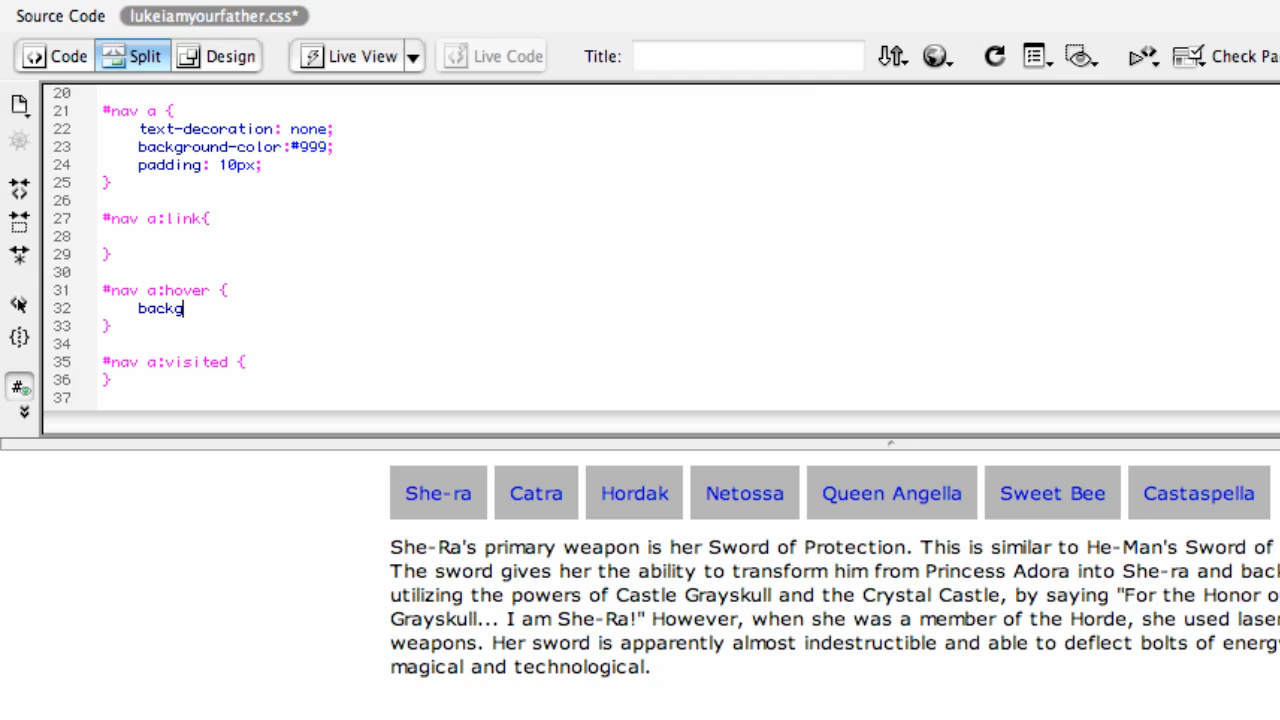 Source Code lukeiamyourfather.css*
Code Split Design Live View Live Code Title: Check Pa
20
21 #nav a {
22 text-decoration: none;
23 background-color:#999;
24 padding: 10px;
25 }
26
27 #nav a:link{
28
29 }
30
31 #nav a:hover {
32 backg
33 }
34
35 #nav a:visited {
36 }
37
She-ra Catra Hordak Netossa Queen Angella Sweet Bee Castaspella
She-Ra's primary weapon is her Sword of Protection. This is similar to He-Man's Sword of
The sword gives her the ability to transform him from Princess Adora into She-ra and back
utilizing the powers of Castle Grayskull and the Crystal Castle, by saying "For the Honor o
Grayskull... I am She-Ra!" However, when she was a member of the Horde, she used laser
weapons. Her sword is apparently almost indestructible and able to deflect bolts of energy
magical and technological.